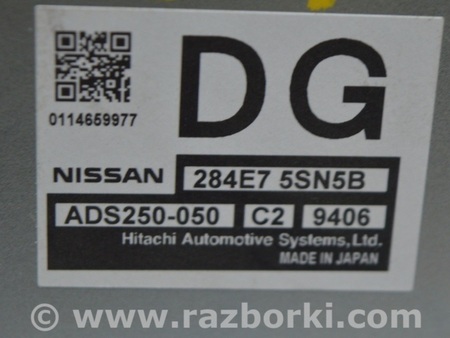 DG
0114659977
NISSAN 284E7 5SN5B
ADS250-050 C2 9406
Hitachi Automotive Systems,Ltd.
MADE IN JAPAN
© www.razborki.com